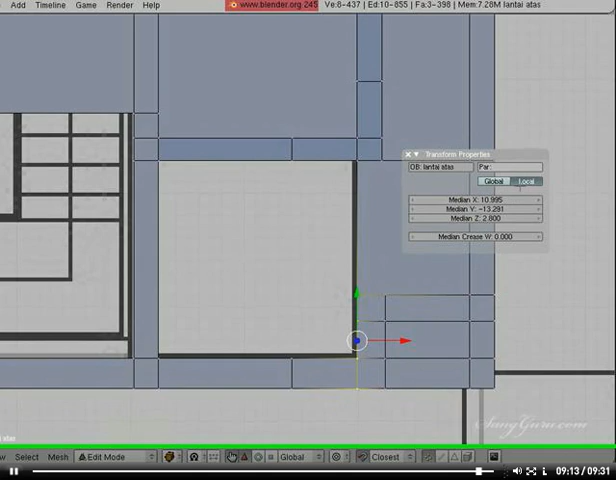 Add Timeline Game Render Help www.blender.org 245 Ve:8-437 | Ed:10-855 | Fa:3-398 | Mem:7.28M lantai atas
Transform Properties
OB: lantai atas Par:
Global Local
Median X: 10.995
Median Y: -13.281
Median Z: 2.800
Median Crease W: 0.000
SangGuru.com
atas
Select Mesh Edit Mode Global Closest
09:13 / 09:31